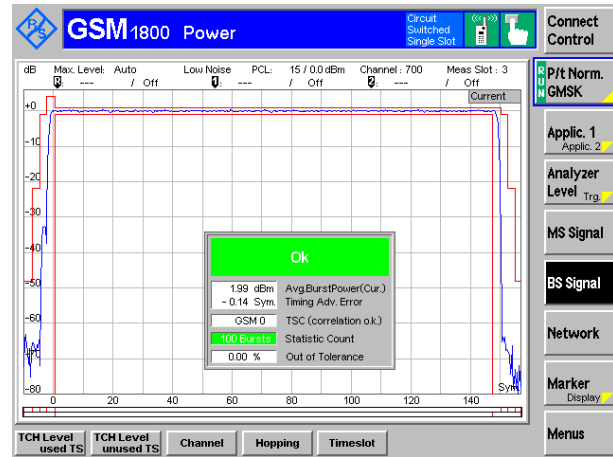 R&S
GSM 1800 Power
Circuit
Switched
Single Slot
Connect
Control
dB Max. Level: Auto Low Noise PCL: 15 / 0.0 dBm Channel : 700 Meas Slot : 3
R: --- / Off 1: --- / Off 2: --- / Off
Current
+0
-10
-20
-30
-40
-60
-70
-80
Ok
1.99 dBm Avg.BurstPower(Cur.)
- 0.14 Sym. Timing Adv. Error
GSM 0 TSC (correlation o.k.)
100 Bursts Statistic Count
0.00 % Out of Tolerance
0 20 40 60 80 100 120 140 Sym
RUN
P/t Norm.
GMSK
Applic. 1
Applic. 2
Analyzer
Level Trg.
MS Signal
BS Signal
Network
Marker
Display
Menus
TCH Level
used TS
TCH Level
unused TS
Channel
Hopping
Timeslot